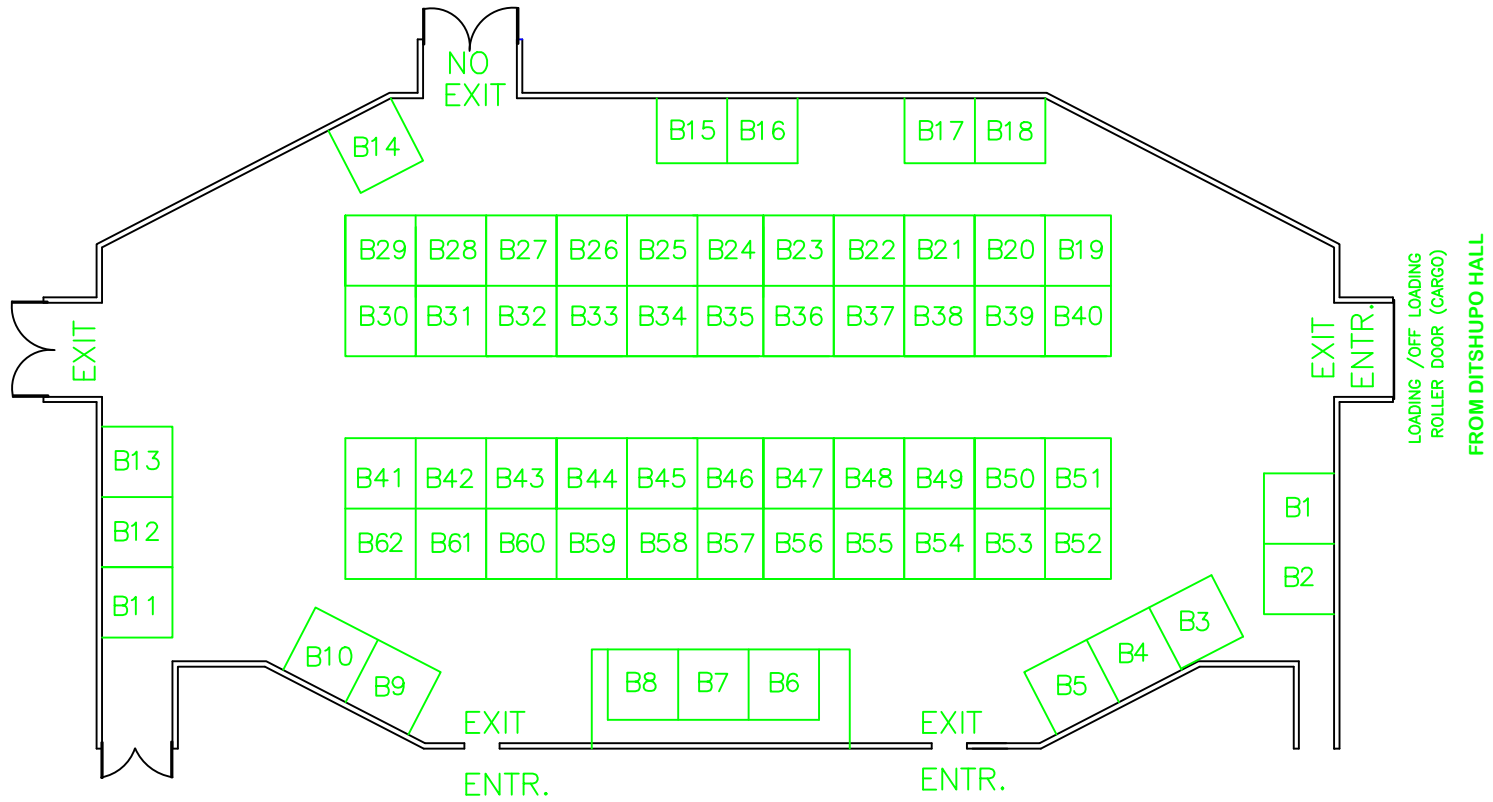 NO
EXIT
B14
B15 B16
B17 B18
B29 B28 B27 B26 B25 B24 B23 B22 B21 B20 B19
B30 B31 B32 B33 B34 B35 B36 B37 B38 B39 B40
EXIT
EXIT
ENTR.
LOADING /OFF LOADING
ROLLER DOOR (CARGO)
FROM DITSHUPO HALL
B13
B12
B11
B41 B42 B43 B44 B45 B46 B47 B48 B49 B50 B51
B62 B61 B60 B59 B58 B57 B56 B55 B54 B53 B52
B1
B2
B10
B9
B8 B7 B6
B5
B4
B3
EXIT
ENTR.
EXIT
ENTR.